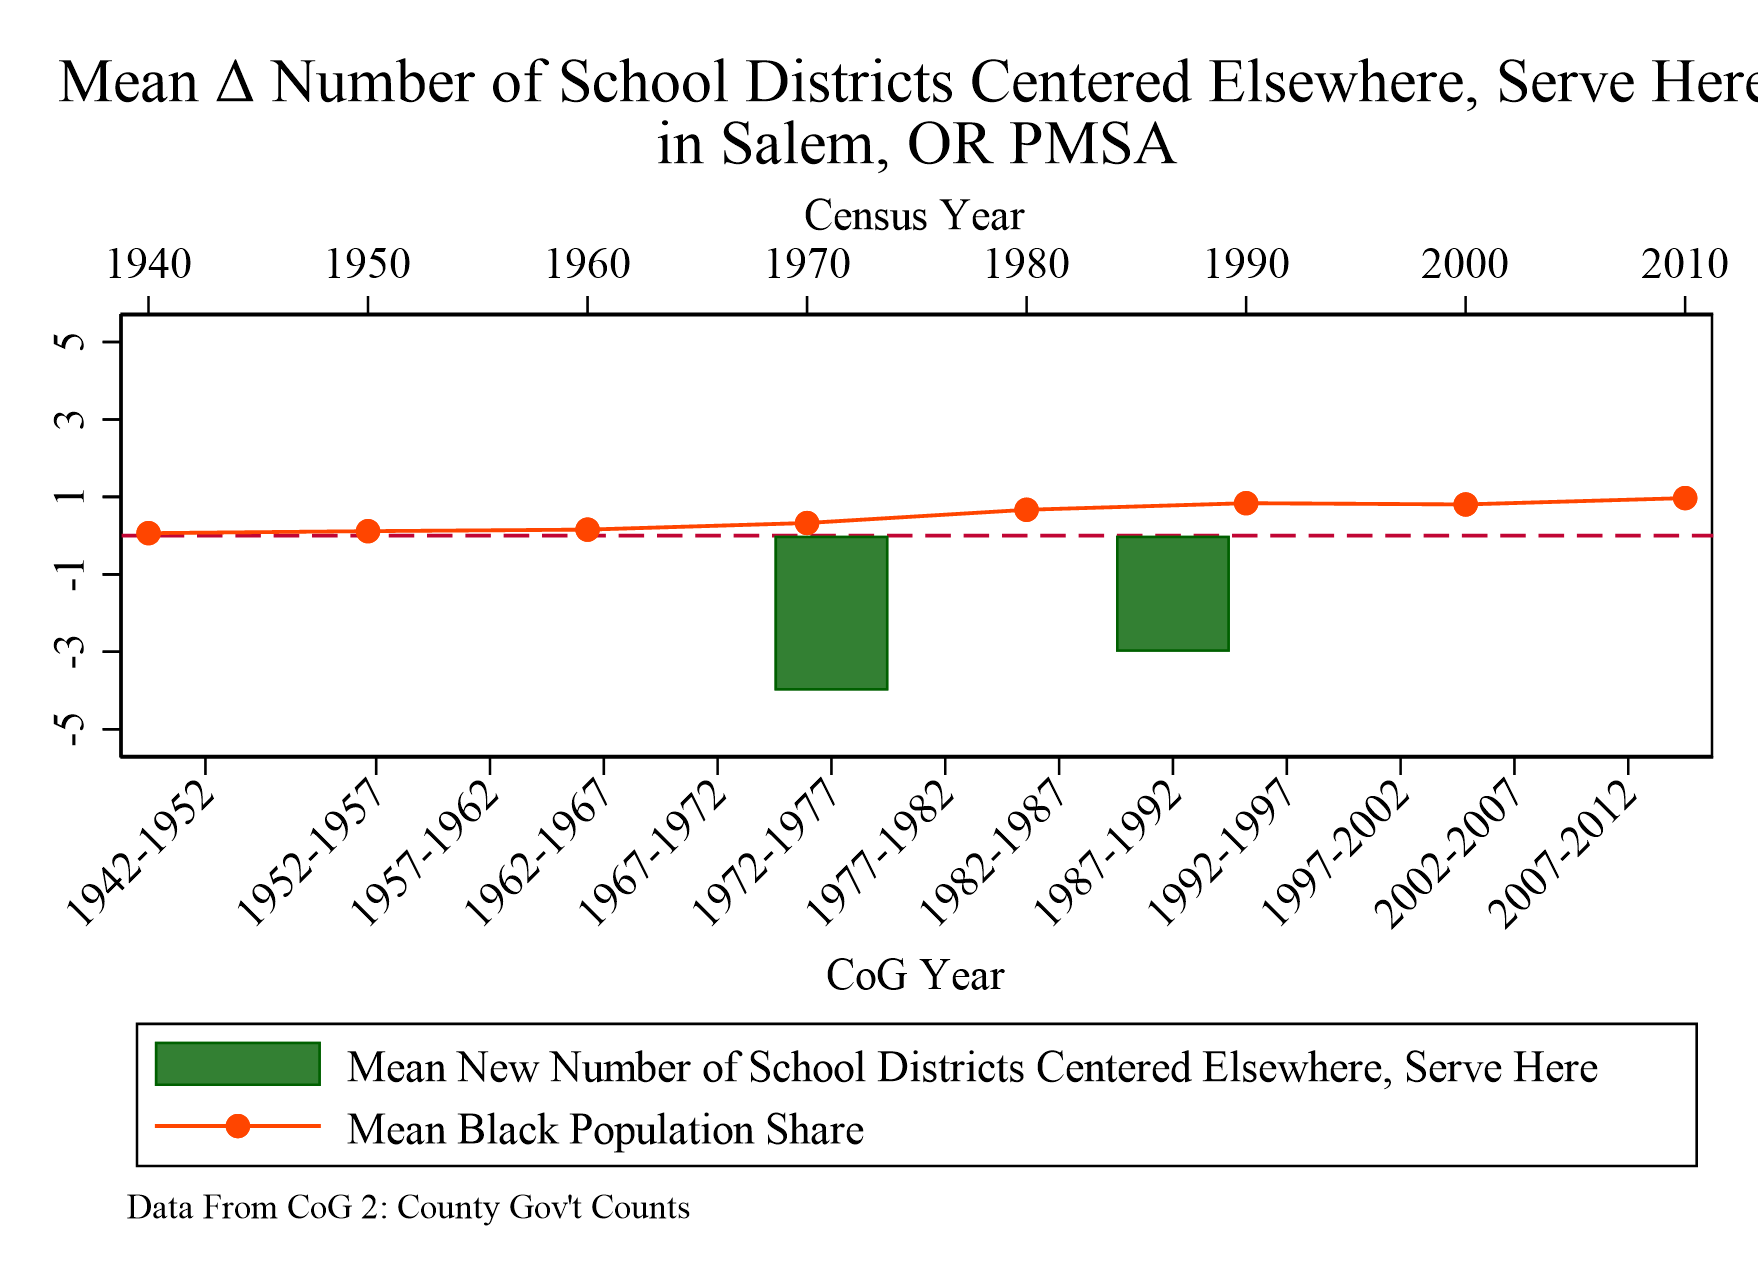 Mean Δ Number of School Districts Centered Elsewhere, Serve Here
in Salem, OR PMSA
Census Year
1940 1950 1960 1970 1980 1990 2000 2010
5
3
1
-1
-3
-5
1942-1952 1952-1957 1957-1962 1962-1967 1967-1972 1972-1977 1977-1982 1982-1987 1987-1992 1992-1997 1997-2002 2002-2007 2007-2012
CoG Year
Mean New Number of School Districts Centered Elsewhere, Serve Here
Mean Black Population Share
Data From CoG 2: County Gov't Counts